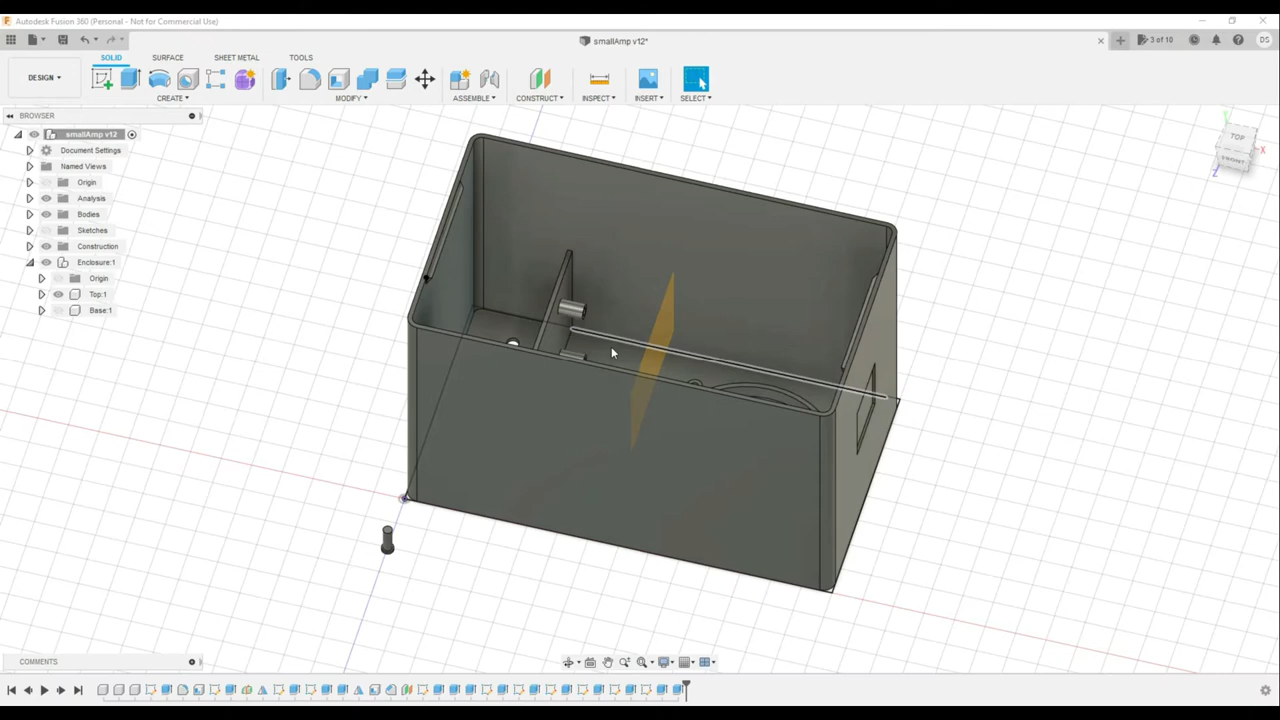 Autodesk Fusion 360 (Personal - Not for Commercial Use)
smallAmp v12*
3 of 10
DS
DESIGN
SOLID
SURFACE
SHEET METAL
TOOLS
CREATE
MODIFY
ASSEMBLE
CONSTRUCT
INSPECT
INSERT
SELECT
BROWSER
smallAmp v12
Document Settings
Named Views
Origin
Analysis
Bodies
Sketches
Construction
Enclosure:1
Origin
Top:1
Base:1
TOP
FRONT
Y
X
Z
COMMENTS